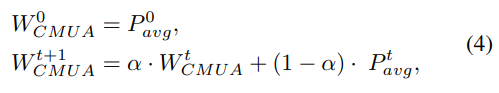 W^0_{CMUA} = P^0_{avg},
W^{t+1}_{CMUA} = α · W^t_{CMUA} + (1 − α) · P^t_{avg}, (4)